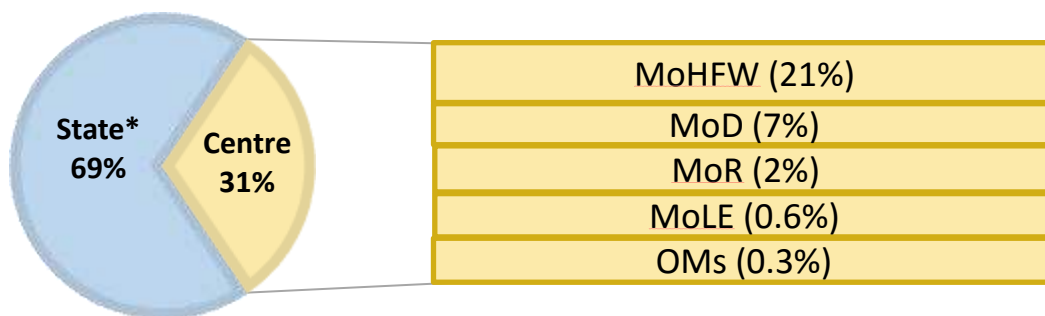 State*
69%
Centre
31%
MoHFW (21%)
MoD (7%)
MoR (2%)
MoLE (0.6%)
OMs (0.3%)